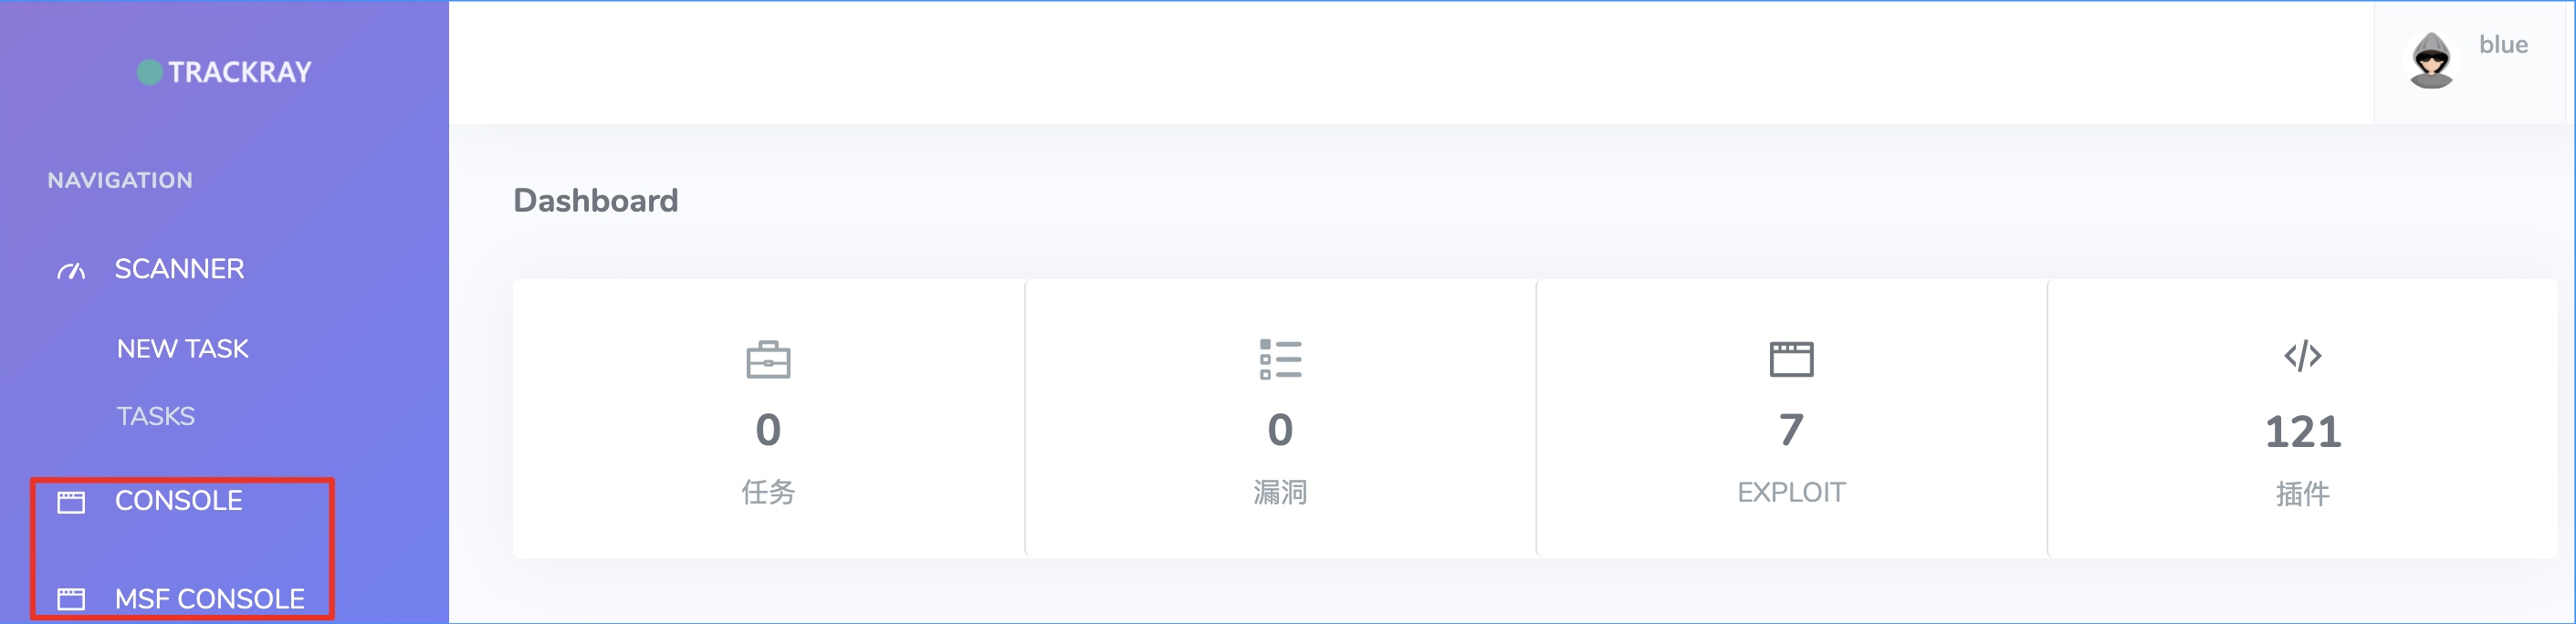 TRACKRAY
blue
NAVIGATION
Dashboard
SCANNER
NEW TASK
TASKS
CONSOLE
MSF CONSOLE
0
任务
0
漏洞
7
EXPLOIT
121
插件